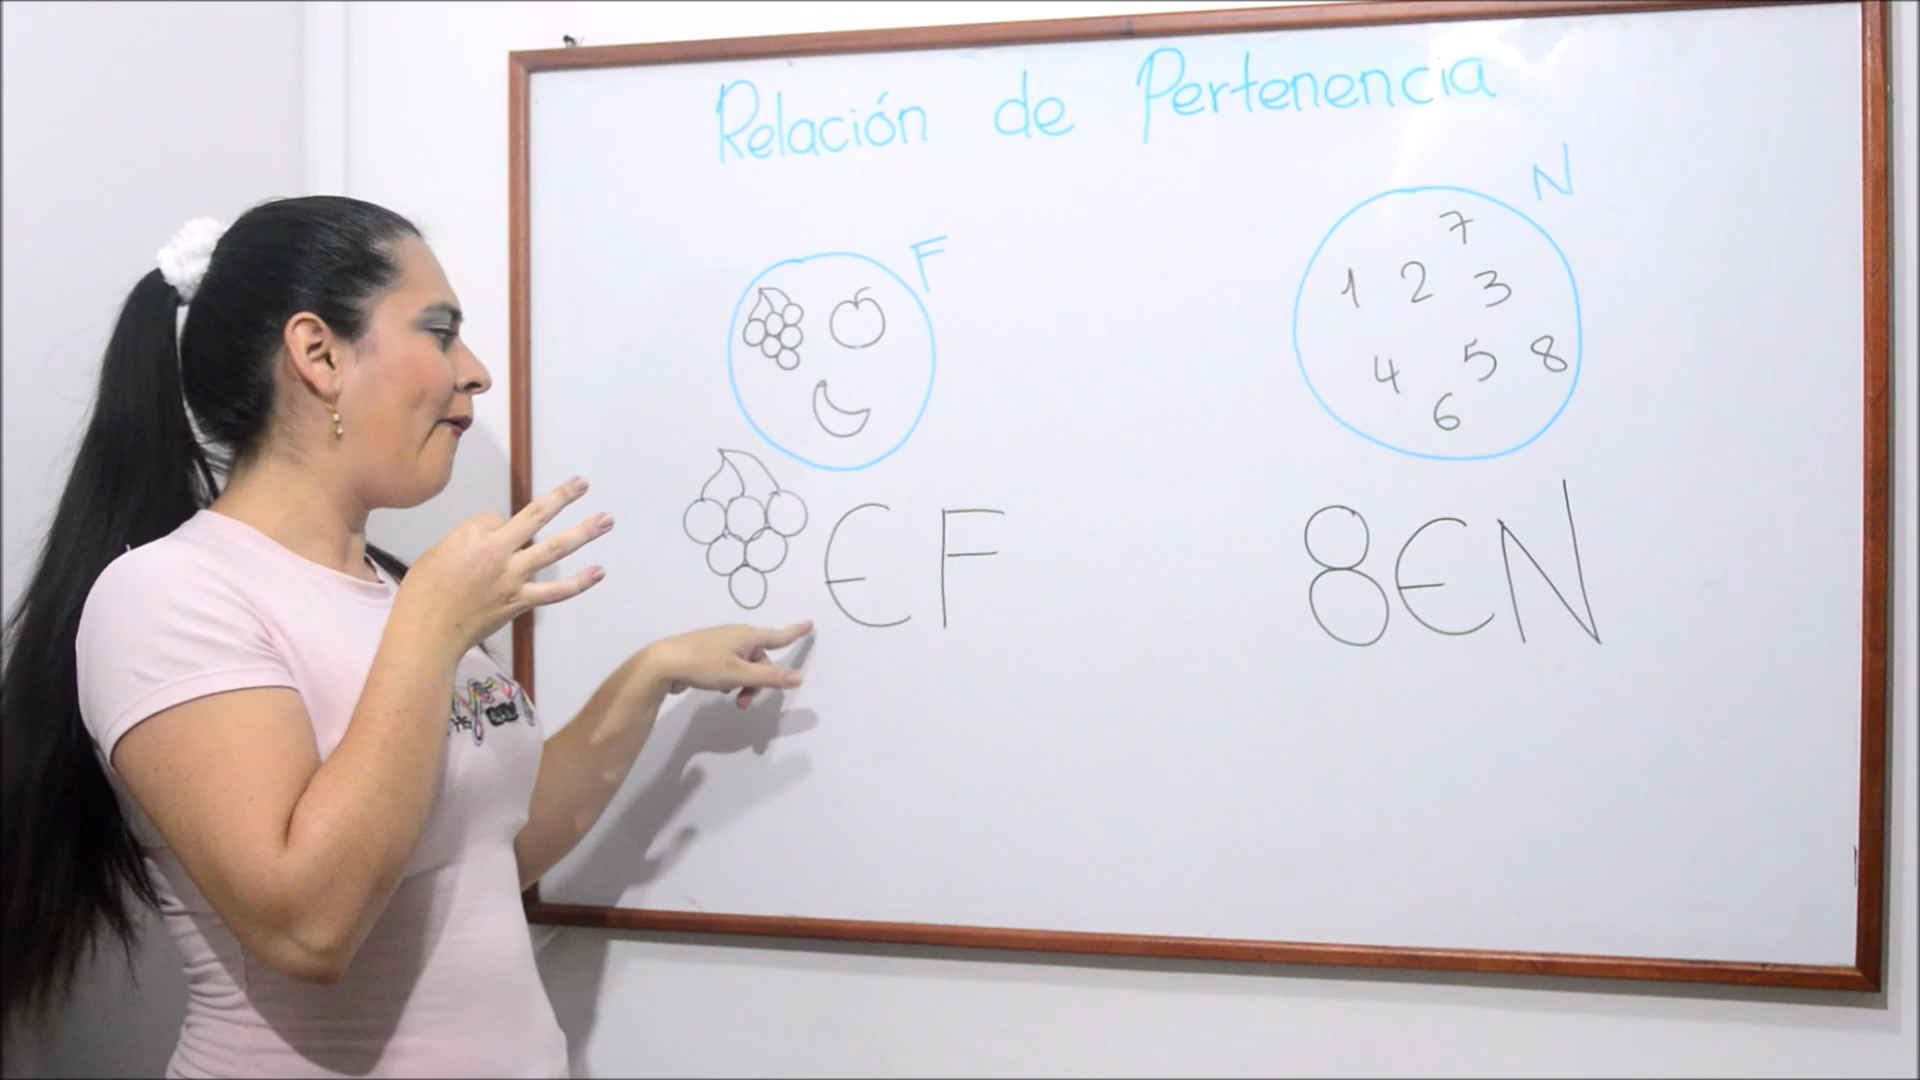 Relación de Pertenencia
F
N
7
1 2 3
4 5 8
6
∈ F
8 ∈ N